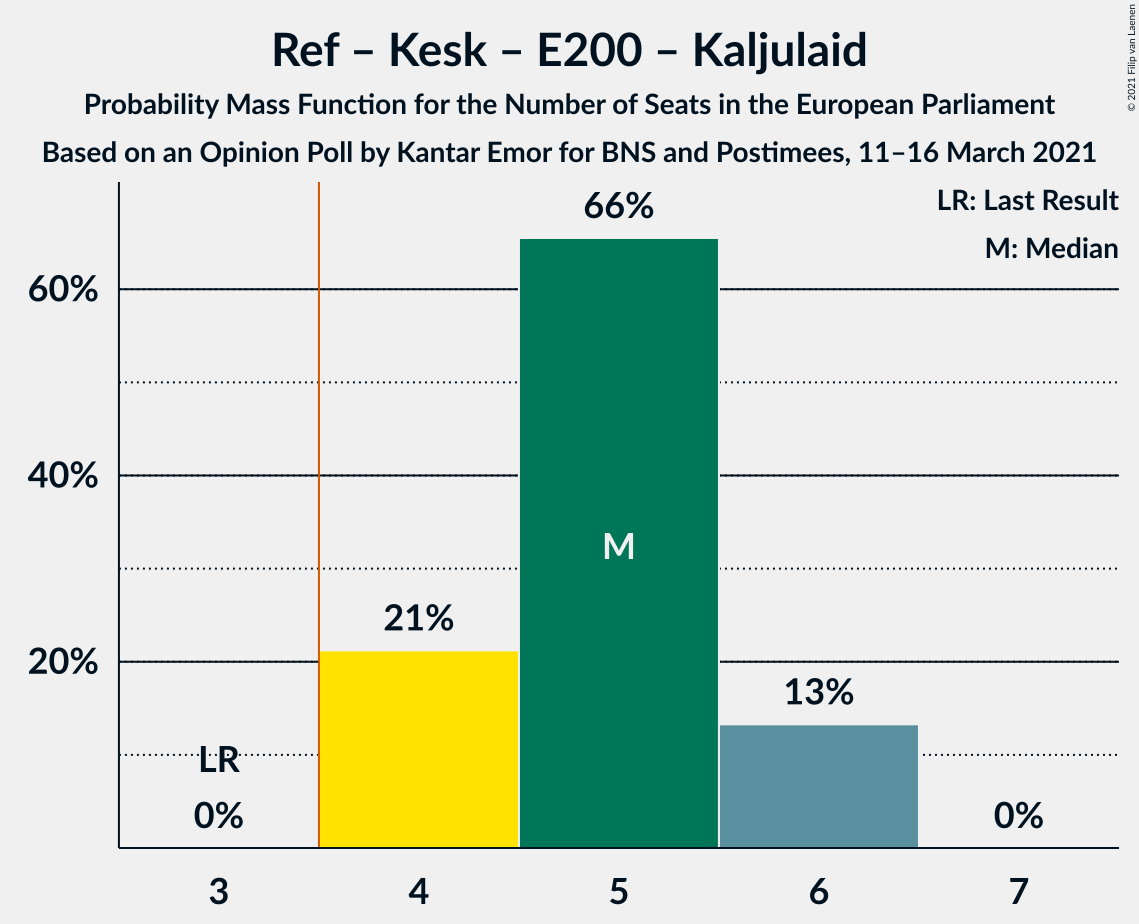 Ref – Kesk – E200 – Kaljulaid
Probability Mass Function for the Number of Seats in the European Parliament
Based on an Opinion Poll by Kantar Emor for BNS and Postimees, 11–16 March 2021
© 2021 Filip van Laenen
LR: Last Result
M: Median
66%
60%
40%
M
21%
20%
13%
LR
0%
0%
3 4 5 6 7